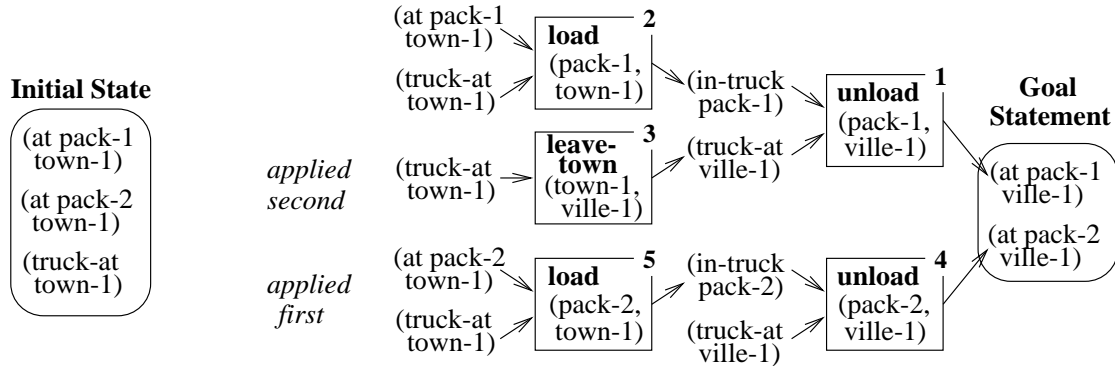 Initial State
(at pack-1
town-1)
(at pack-2
town-1)
(truck-at
town-1)
applied
second
applied
first
(at pack-1
town-1)
(truck-at
town-1)
2
load
(pack-1,
town-1)
(in-truck
pack-1)
(truck-at
town-1)
3
leave-
town
(town-1,
ville-1)
(truck-at
ville-1)
1
unload
(pack-1,
ville-1)
(at pack-2
town-1)
(truck-at
town-1)
5
load
(pack-2,
town-1)
(in-truck
pack-2)
(truck-at
ville-1)
4
unload
(pack-2,
ville-1)
Goal
Statement
(at pack-1
ville-1)
(at pack-2
ville-1)